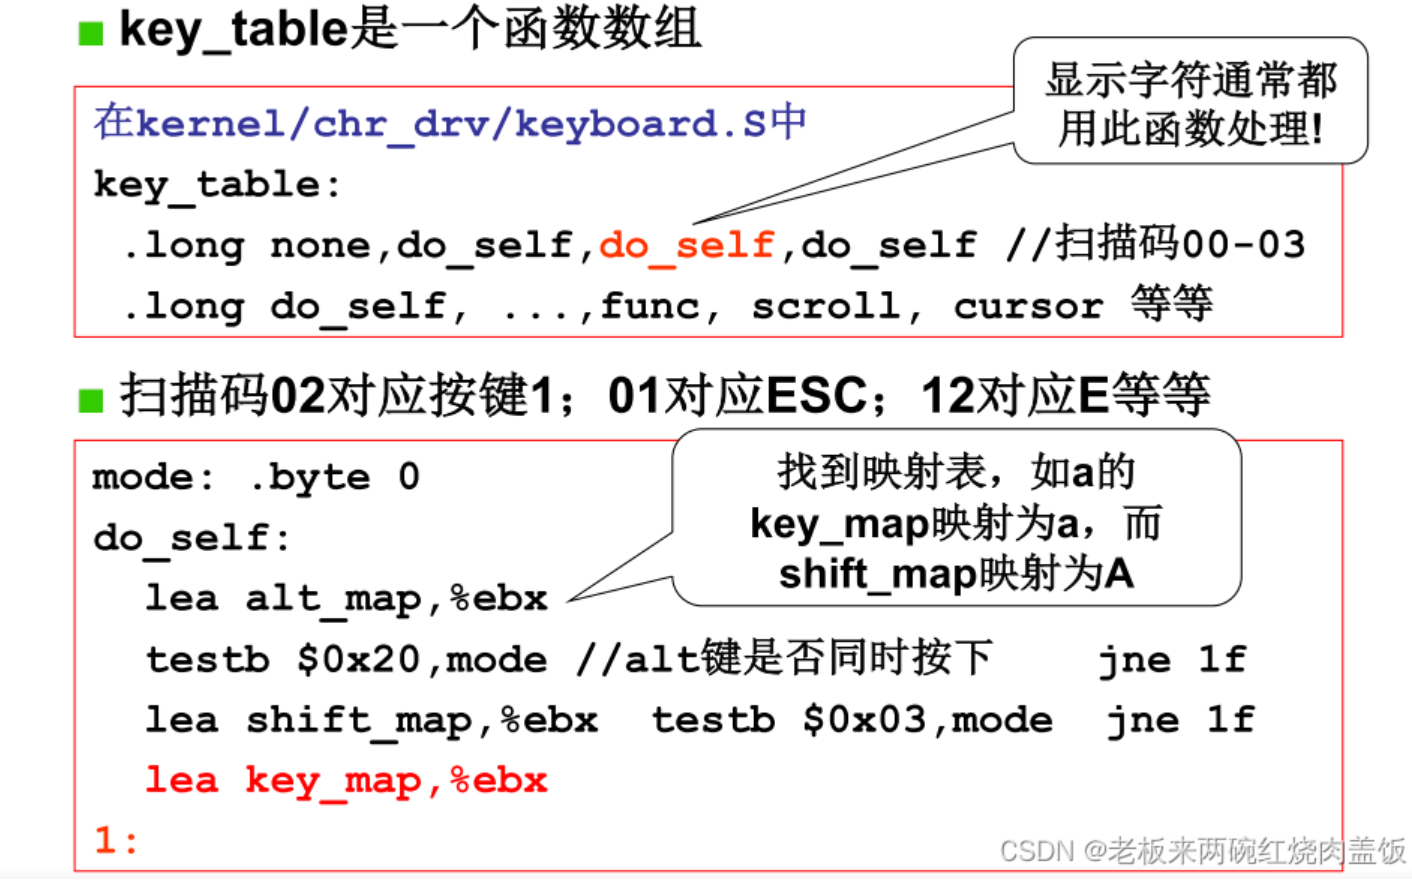 key_table是一个函数数组
显示字符通常都
用此函数处理!
在kernel/chr_drv/keyboard.S中
key_table:
.long none,do_self,do_self,do_self //扫描码00-03
.long do_self, ...,func, scroll, cursor 等等
扫描码02对应按键1；01对应ESC；12对应E等等
找到映射表，如a的
key_map映射为a，而
shift_map映射为A
mode: .byte 0
do_self:
lea alt_map,%ebx
testb $0x20,mode //alt键是否同时按下 jne 1f
lea shift_map,%ebx testb $0x03,mode jne 1f
lea key_map,%ebx
1:
CSDN @老板来两碗红烧肉盖饭